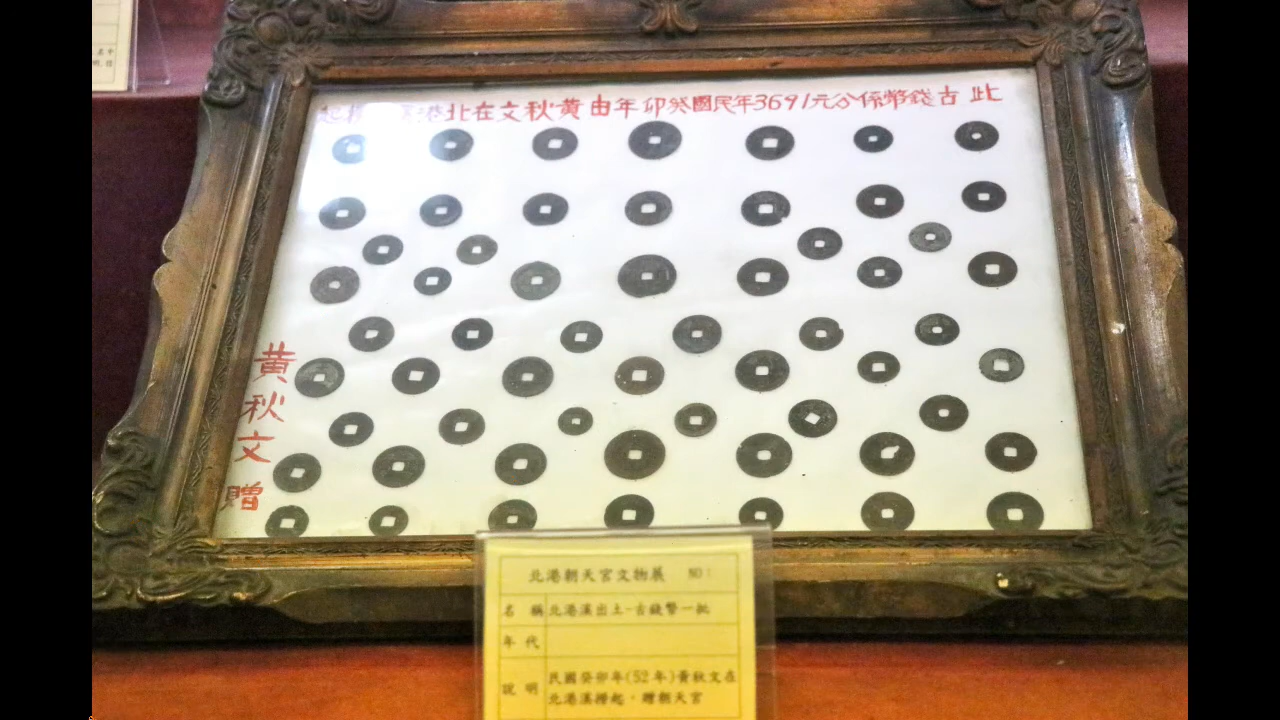 此古錢幣係公元1963年民國癸卯年由黃秋文在北港 起
黃秋文贈
北港朝天宮文物展 NO:
名稱 北港溪出土-古錢幣一批
年代
說明 民國癸卯年(52年)黃秋文在
北港溪撈起，贈朝天宮